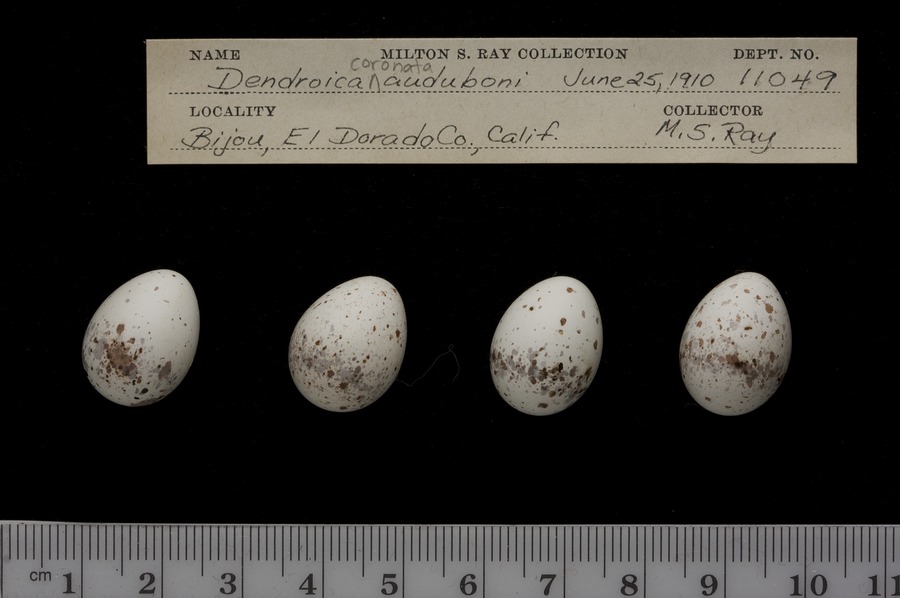 NAME MILTON S. RAY COLLECTION DEPT. NO.
coronata
Dendroica ⋀ auduboni June 25, 1910 11049
LOCALITY COLLECTOR
Bijou, El Dorado Co., Calif. M. S. Ray
cm 1 2 3 4 5 6 7 8 9 10 11